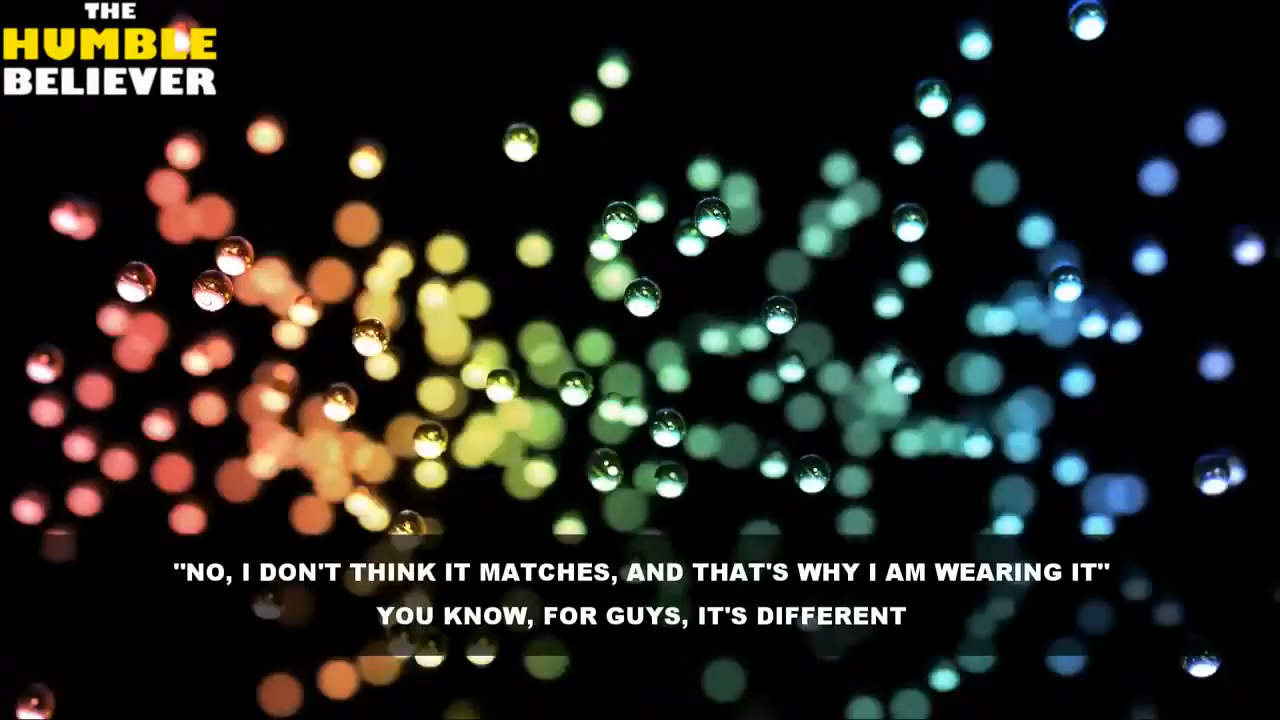 THE
HUMBLE
BELIEVER
"NO, I DON'T THINK IT MATCHES, AND THAT'S WHY I AM WEARING IT"
YOU KNOW, FOR GUYS, IT'S DIFFERENT